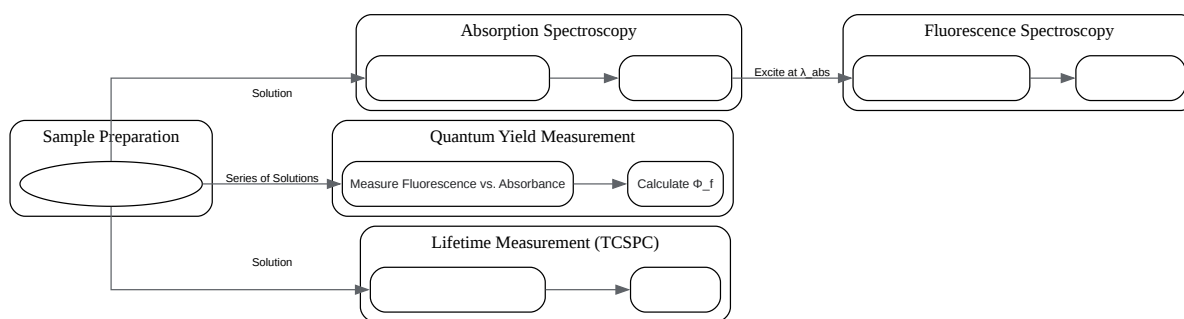 Absorption Spectroscopy
Fluorescence Spectroscopy
Excite at λ_abs
Solution
Sample Preparation
Quantum Yield Measurement
Series of Solutions
Measure Fluorescence vs. Absorbance
Calculate Φ_f
Lifetime Measurement (TCSPC)
Solution